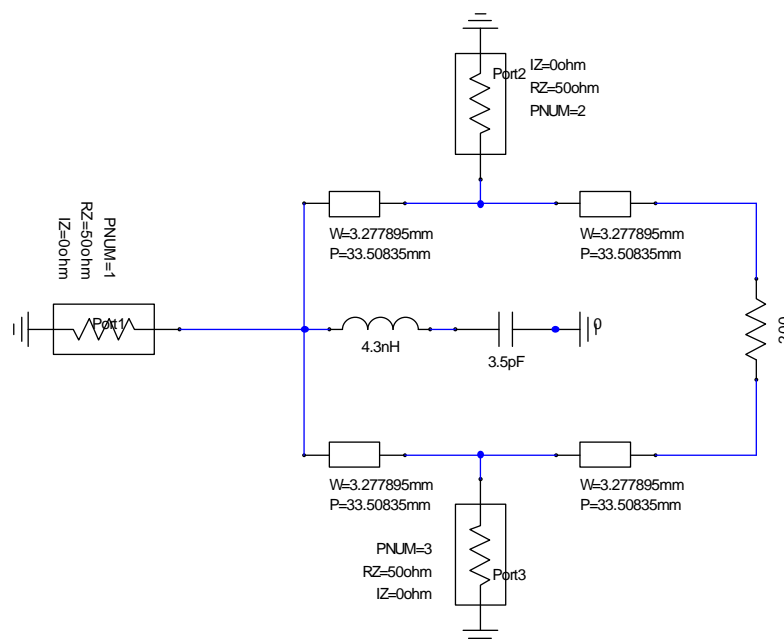 Port2
IZ=0ohm
RZ=50ohm
PNUM=2
W=3.277895mm
P=33.50835mm
W=3.277895mm
P=33.50835mm
PNUM=1
RZ=50ohm
IZ=0ohm
Port1
4.3nH
3.5pF
0
W=3.277895mm
P=33.50835mm
W=3.277895mm
P=33.50835mm
PNUM=3
RZ=50ohm
IZ=0ohm
Port3